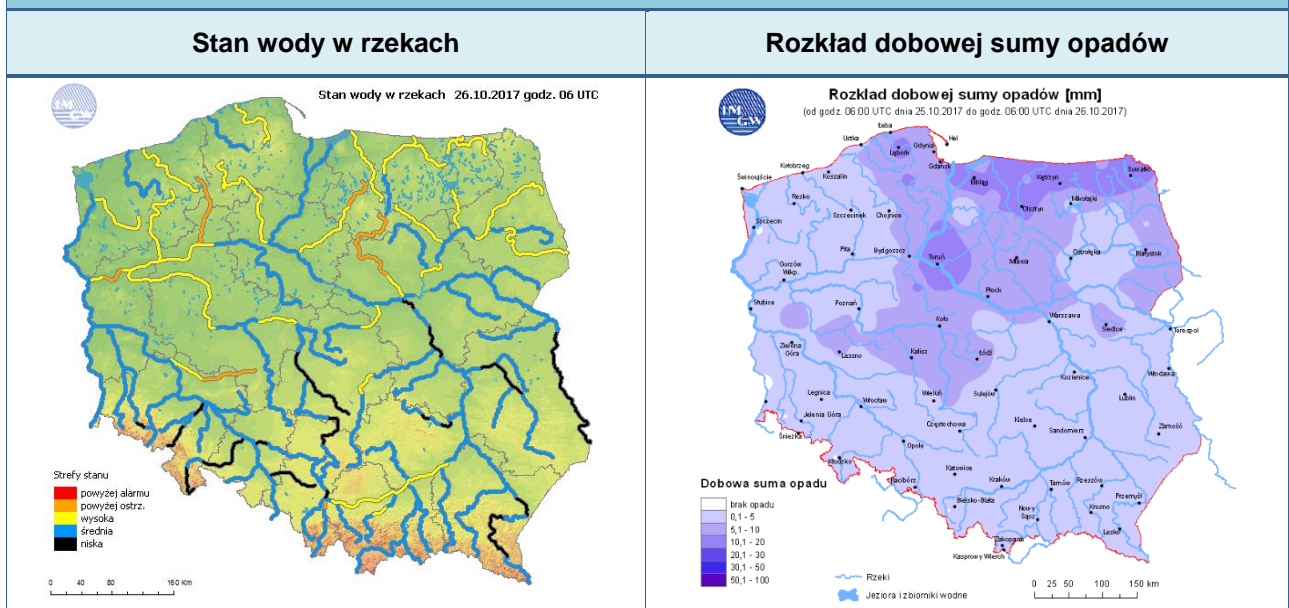 Stan wody w rzekach
Rozkład dobowej sumy opadów
Stan wody w rzekach 26.10.2017 godz. 06 UTC
IM
GW
Strefy stanu
powyżej alarmu
powyżej ostrz.
wysoka
średnia
niska
0 40 80 160 Km
IM
GW
Rozkład dobowej sumy opadów [mm]
(od godz. 06:00 UTC dnia 25.10.2017 do godz. 06:00 UTC dnia 26.10.2017)
Łeba
Ustka
Hel
Lębork
Gdynia
Gdańsk
Kołobrzeg
Koszalin
Elbląg
Kętrzyn
Suwałki
Świnoujście
Resko
Szczecinek
Chojnice
Olsztyn
Mikołajki
Szczecin
Piła
Bydgoszcz
Toruń
Mława
Ostrołęka
Białystok
Gorzów
Wlkp.
Słubice
Poznań
Płock
Koło
Warszawa
Siedlce
Terespol
Zielona
Góra
Leszno
Kalisz
Łódź
Kozienice
Włodawa
Legnica
Wrocław
Wieluń
Sulejów
Lublin
Jelenia Góra
Śnieżka
Częstochowa
Kielce
Sandomierz
Zamość
Kłodzko
Opole
Racibórz
Katowice
Kraków
Tarnów
Rzeszów
Przemyśl
Bielsko-Biała
Nowy
Sącz
Krosno
Lesko
Zakopane
Kasprowy Wierch
Dobowa suma opadu
brak opadu
0,1 - 5
5,1 - 10
10,1 - 20
20,1 - 30
30,1 - 50
50,1 - 100
Rzeki
Jeziora i zbiorniki wodne
0 25 50 100 150 km